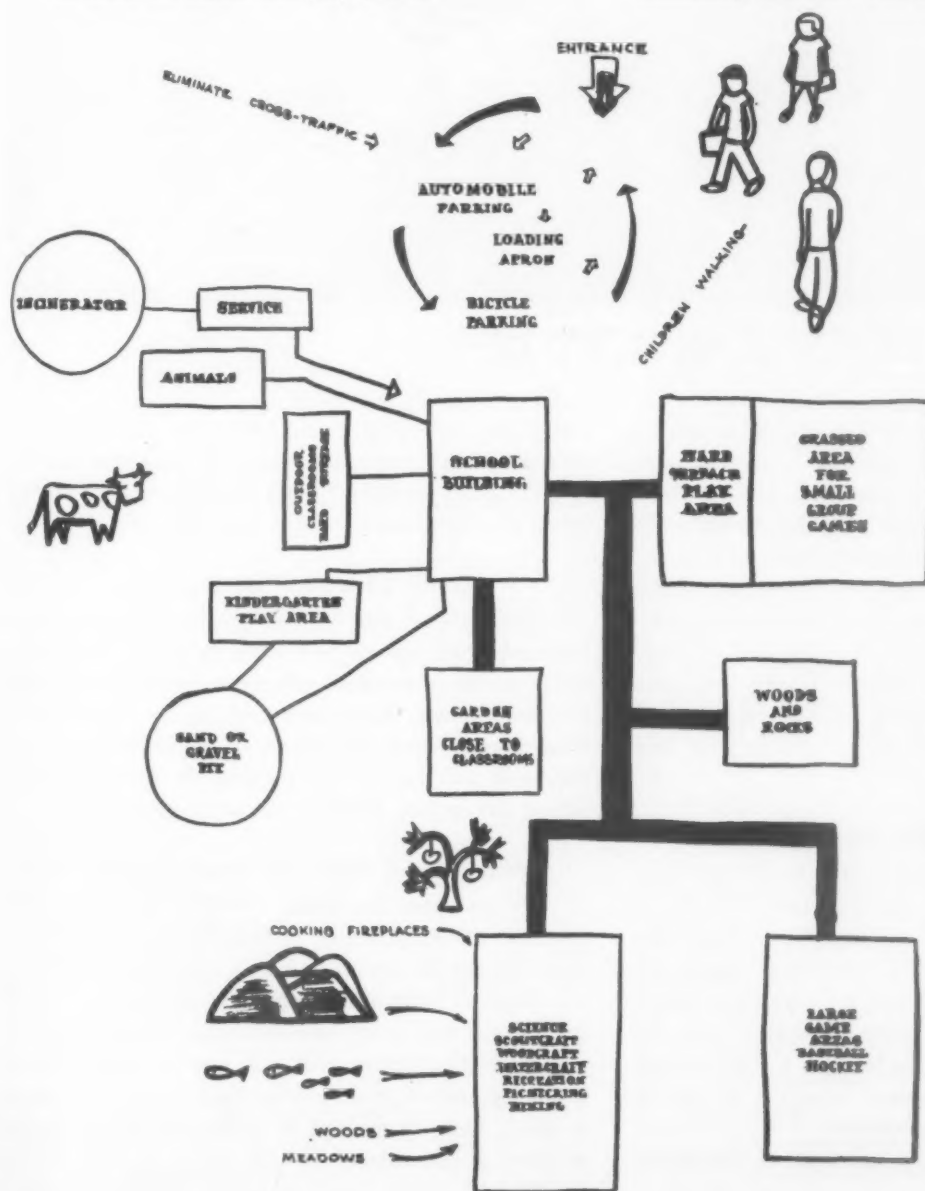 ENTRANCE
ELIMINATE CROSS-TRAFFIC
AUTOMOBILE
PARKING
LOADING
APRON
BICYCLE
PARKING
CHILDREN WALKING-
INCINERATOR
SERVICE
ANIMALS
OUTDOOR
CLASSROOMS
HARD SURFACE
SCHOOL
BUILDING
HARD
SURFACE
PLAY
AREA
GRASSED
AREA
FOR
SMALL
GROUP
GAMES
KINDERGARTEN
PLAY AREA
SAND OR
GRAVEL
PIT
GARDEN
AREAS
CLOSE TO
CLASSROOMS
WOODS
AND
ROCKS
COOKING FIREPLACES
SCIENCE
SCOUTCRAFT
WOODCRAFT
WATERCRAFT
RECREATION
PICNICKING
HIKING
WOODS
MEADOWS
LARGE
GAME
AREAS
BASEBALL
HOCKEY